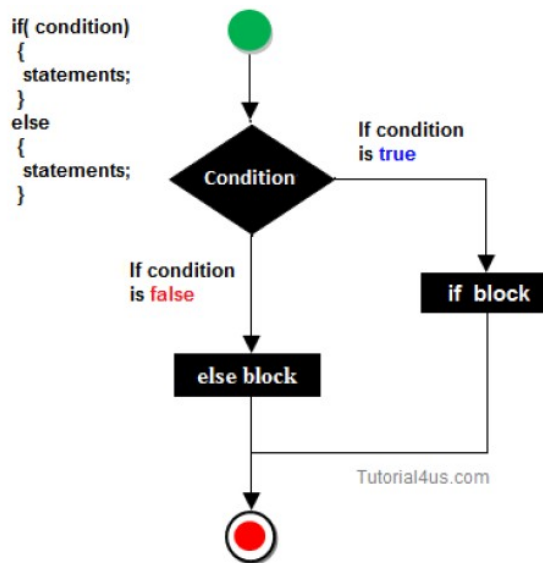 if( condition)
{
statements;
}
else
{
statements;
}
Condition
If condition
is true
If condition
is false
if block
else block
Tutorial4us.com